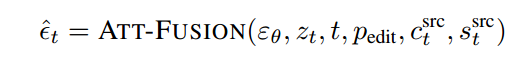 ϵ̂_t = ATT-FUSION(ε_θ, z_t, t, p_edit, c_t^src, s_t^src)